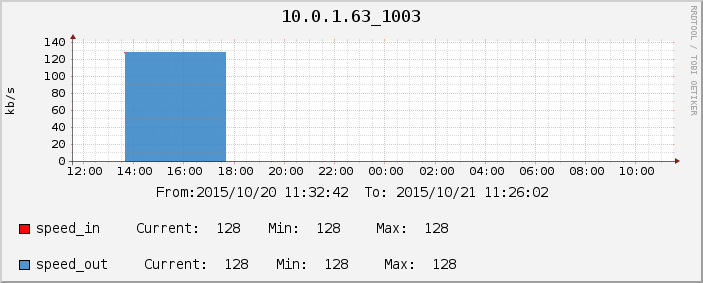 10.0.1.63_1003
RRDTOOL / TOBI OETIKER
kb/s
140
120
100
80
60
40
20
0
12:00 14:00 16:00 18:00 20:00 22:00 00:00 02:00 04:00 06:00 08:00 10:00
From:2015/10/20 11:32:42 To: 2015/10/21 11:26:02
speed_in Current: 128 Min: 128 Max: 128
speed_out Current: 128 Min: 128 Max: 128